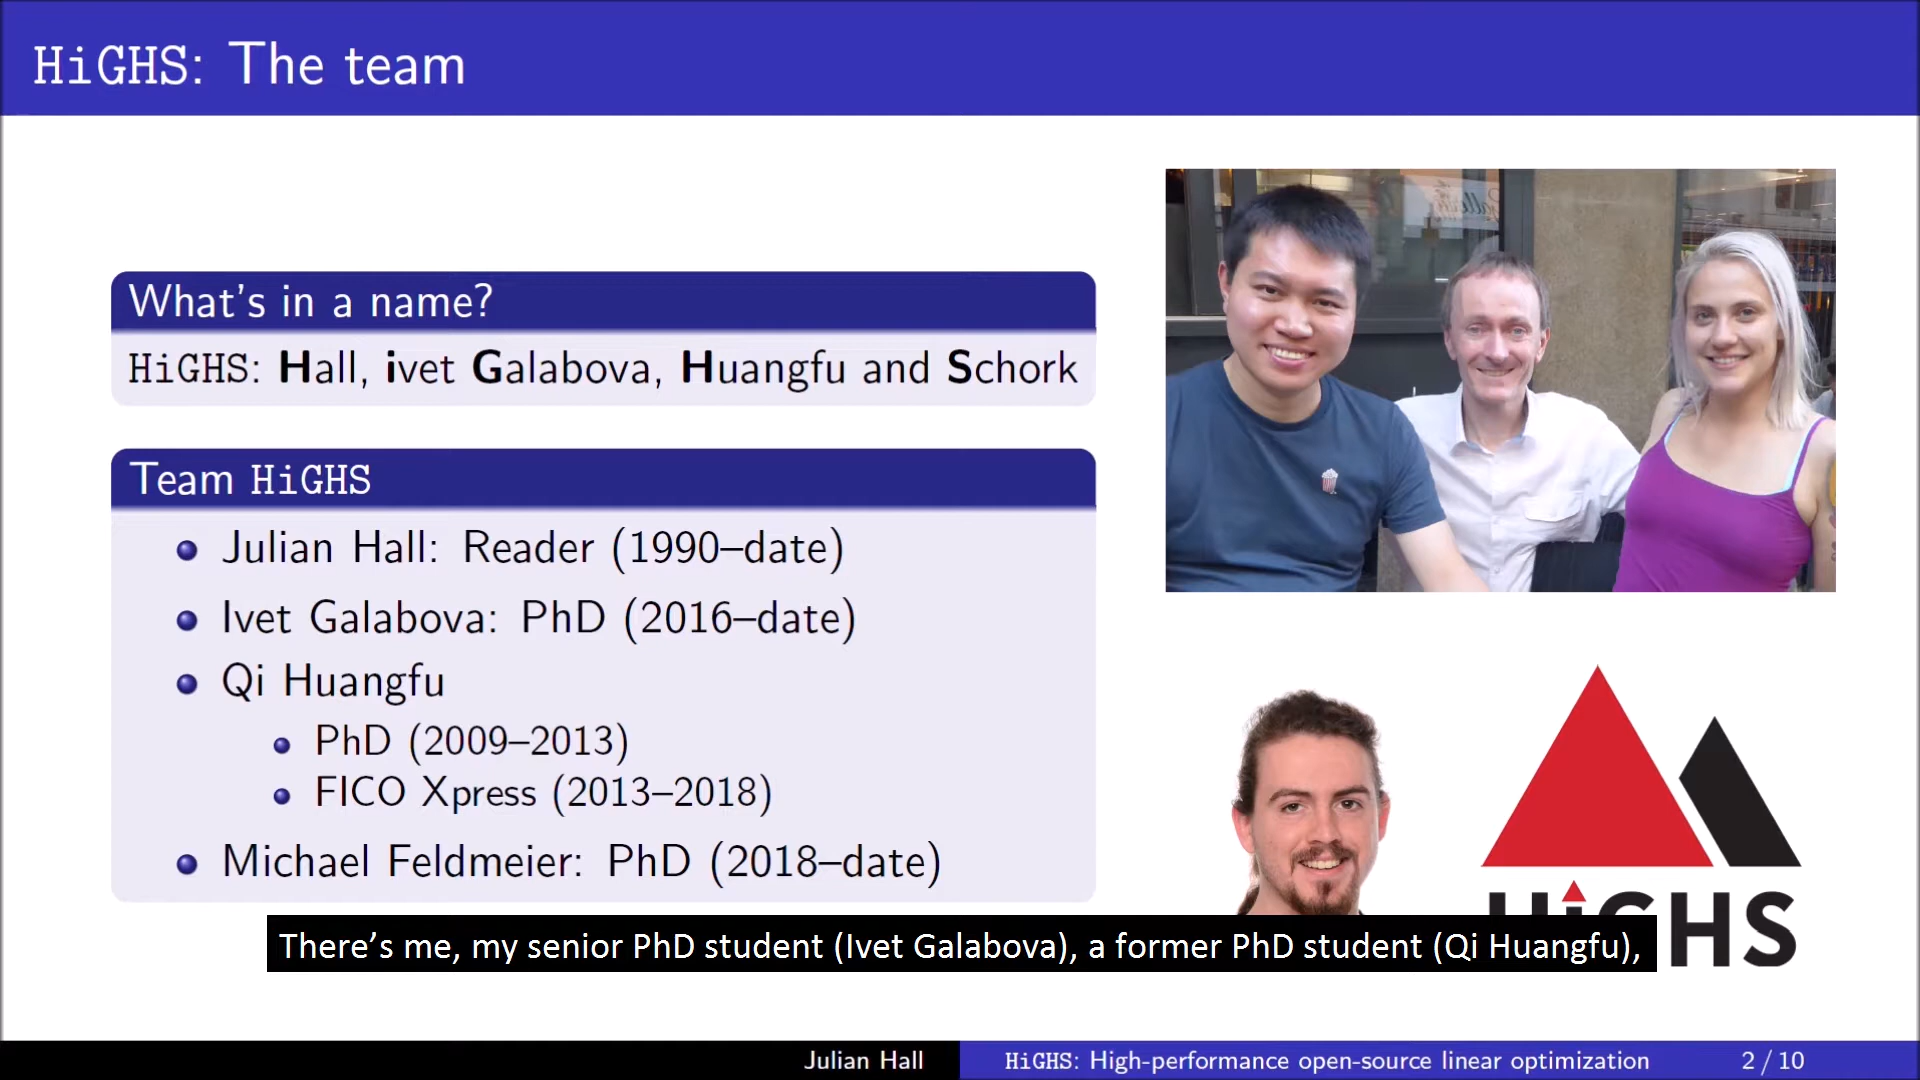 HiGHS: The team
What's in a name?
HiGHS: Hall, ivet Galabova, Huangfu and Schork
Team HiGHS
Julian Hall: Reader (1990–date)
Ivet Galabova: PhD (2016–date)
Qi Huangfu
PhD (2009–2013)
FICO Xpress (2013–2018)
Michael Feldmeier: PhD (2018–date)
HiGHS
There's me, my senior PhD student (Ivet Galabova), a former PhD student (Qi Huangfu),
Julian Hall
HiGHS: High-performance open-source linear optimization
2 / 10